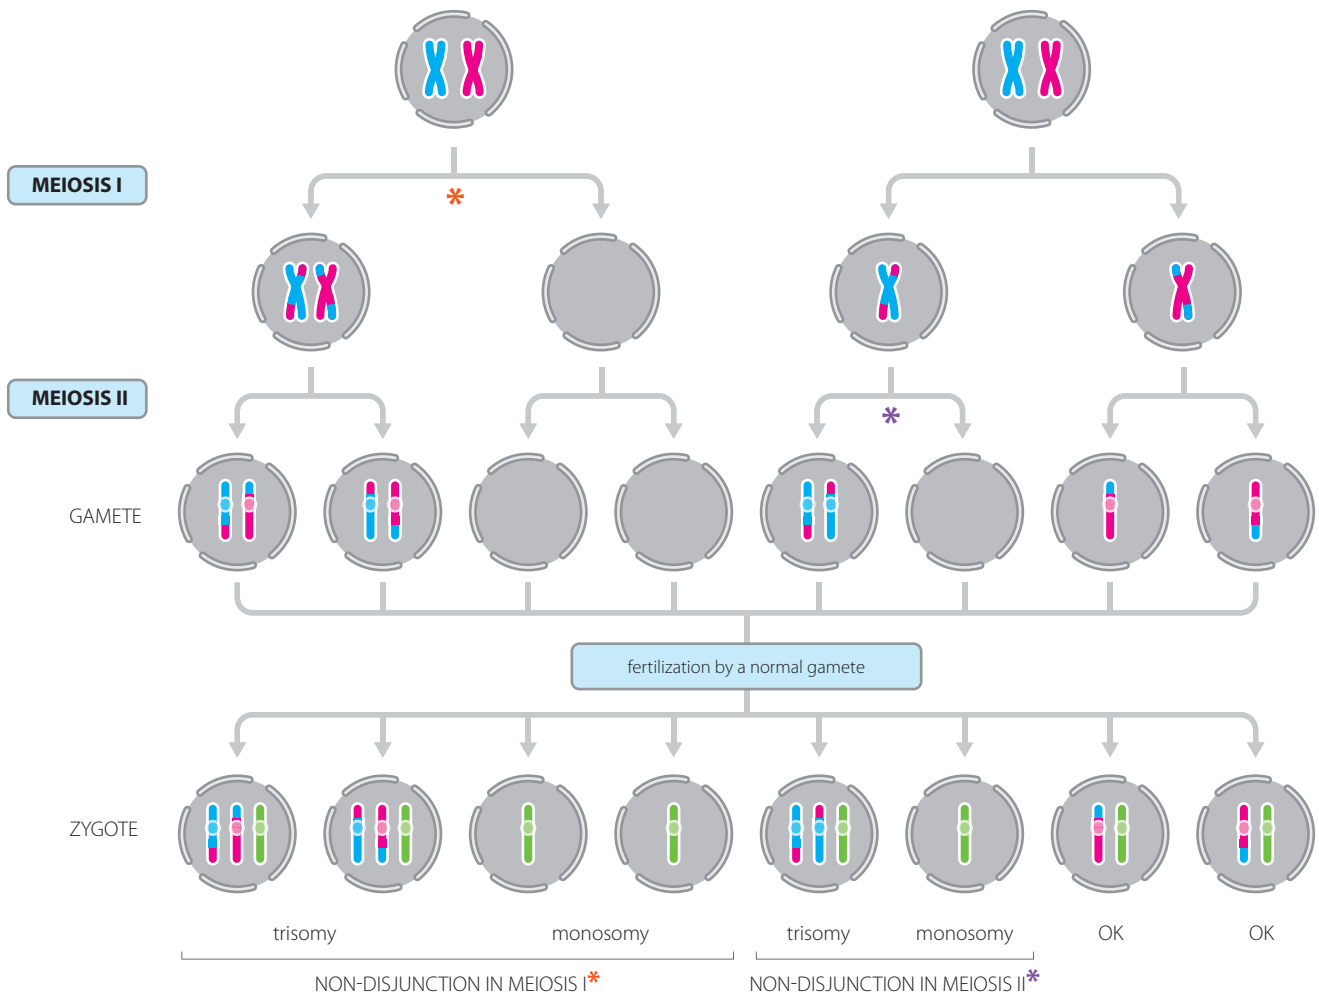 MEIOSIS I
*
MEIOSIS II
*
GAMETE
fertilization by a normal gamete
ZYGOTE
trisomy monosomy trisomy monosomy OK OK
NON-DISJUNCTION IN MEIOSIS I* NON-DISJUNCTION IN MEIOSIS II*